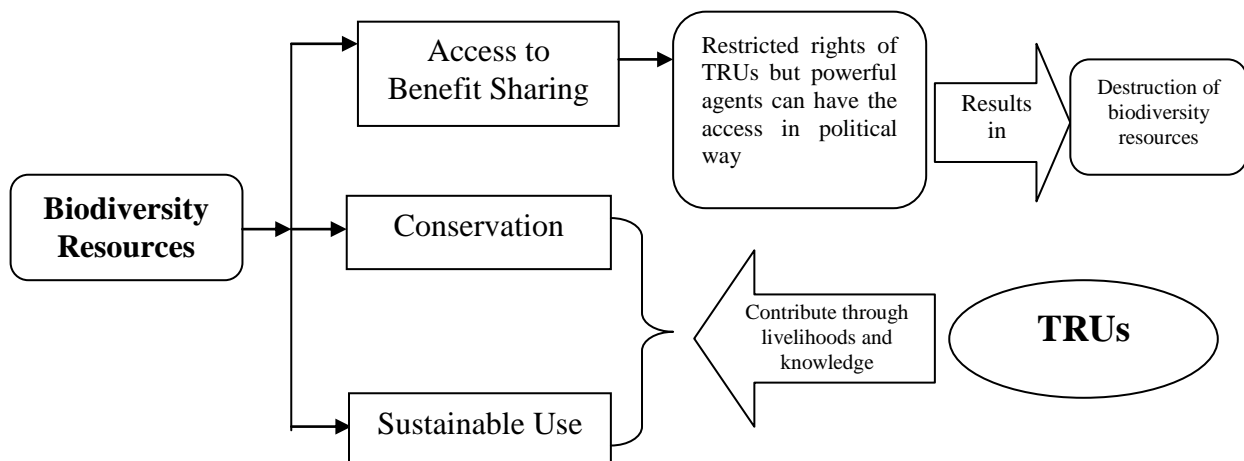 Access to
Benefit Sharing
Restricted rights of
TRUs but powerful
agents can have the
access in political
way
Results
in
Destruction of
biodiversity
resources
Biodiversity
Resources
Conservation
Contribute through
livelihoods and
knowledge
TRUs
Sustainable Use